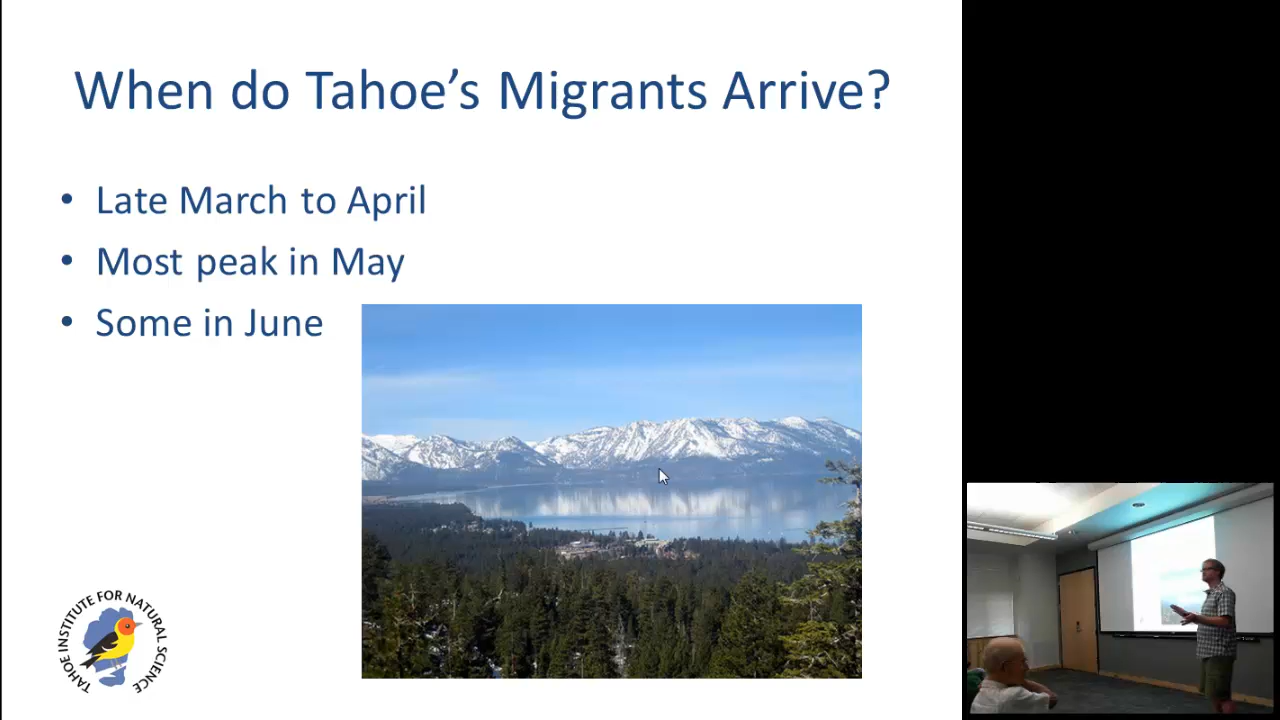 When do Tahoe's Migrants Arrive?
• Late March to April
• Most peak in May
• Some in June
TAHOE INSTITUTE FOR NATURAL SCIENCE